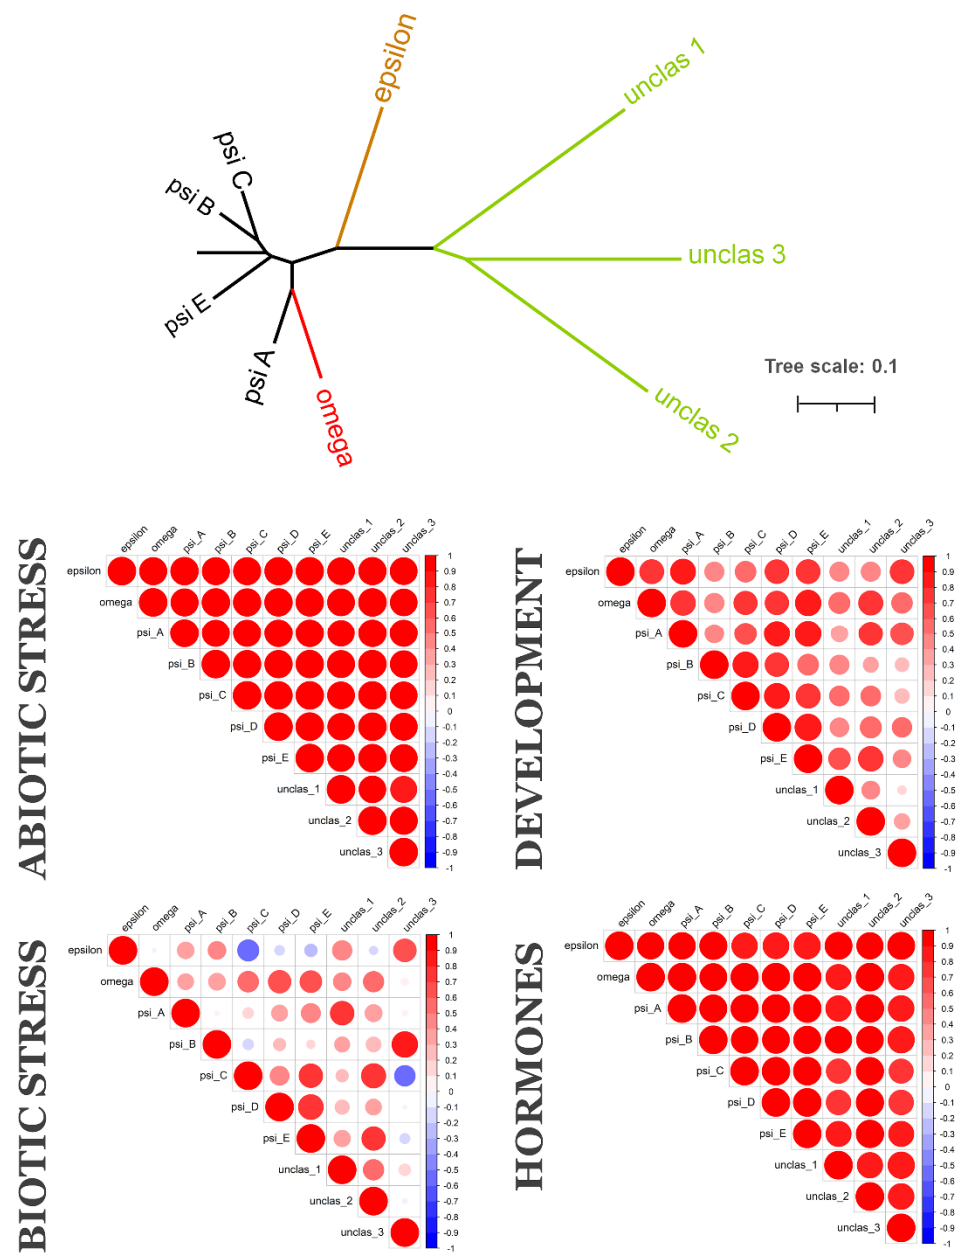 epsilon
unclas 1
psi C
psi B
unclas 3
psi E
psi A
omega
unclas 2
Tree scale: 0.1
ABIOTIC STRESS
epsilon omega psi_A psi_B psi_C psi_D psi_E unclas_1 unclas_2 unclas_3
epsilon
omega
psi_A
psi_B
psi_C
psi_D
psi_E
unclas_1
unclas_2
unclas_3
1
0.9
0.8
0.7
0.6
0.5
0.4
0.3
0.2
0.1
0
-0.1
-0.2
-0.3
-0.4
-0.5
-0.6
-0.7
-0.8
-0.9
-1
DEVELOPMENT
epsilon omega psi_A psi_B psi_C psi_D psi_E unclas_1 unclas_2 unclas_3
epsilon
omega
psi_A
psi_B
psi_C
psi_D
psi_E
unclas_1
unclas_2
unclas_3
1
0.9
0.8
0.7
0.6
0.5
0.4
0.3
0.2
0.1
0
-0.1
-0.2
-0.3
-0.4
-0.5
-0.6
-0.7
-0.8
-0.9
-1
BIOTIC STRESS
epsilon omega psi_A psi_B psi_C psi_D psi_E unclas_1 unclas_2 unclas_3
epsilon
omega
psi_A
psi_B
psi_C
psi_D
psi_E
unclas_1
unclas_2
unclas_3
1
0.9
0.8
0.7
0.6
0.5
0.4
0.3
0.2
0.1
0
-0.1
-0.2
-0.3
-0.4
-0.5
-0.6
-0.7
-0.8
-0.9
-1
HORMONES
epsilon omega psi_A psi_B psi_C psi_D psi_E unclas_1 unclas_2 unclas_3
epsilon
omega
psi_A
psi_B
psi_C
psi_D
psi_E
unclas_1
unclas_2
unclas_3
1
0.9
0.8
0.7
0.6
0.5
0.4
0.3
0.2
0.1
0
-0.1
-0.2
-0.3
-0.4
-0.5
-0.6
-0.7
-0.8
-0.9
-1